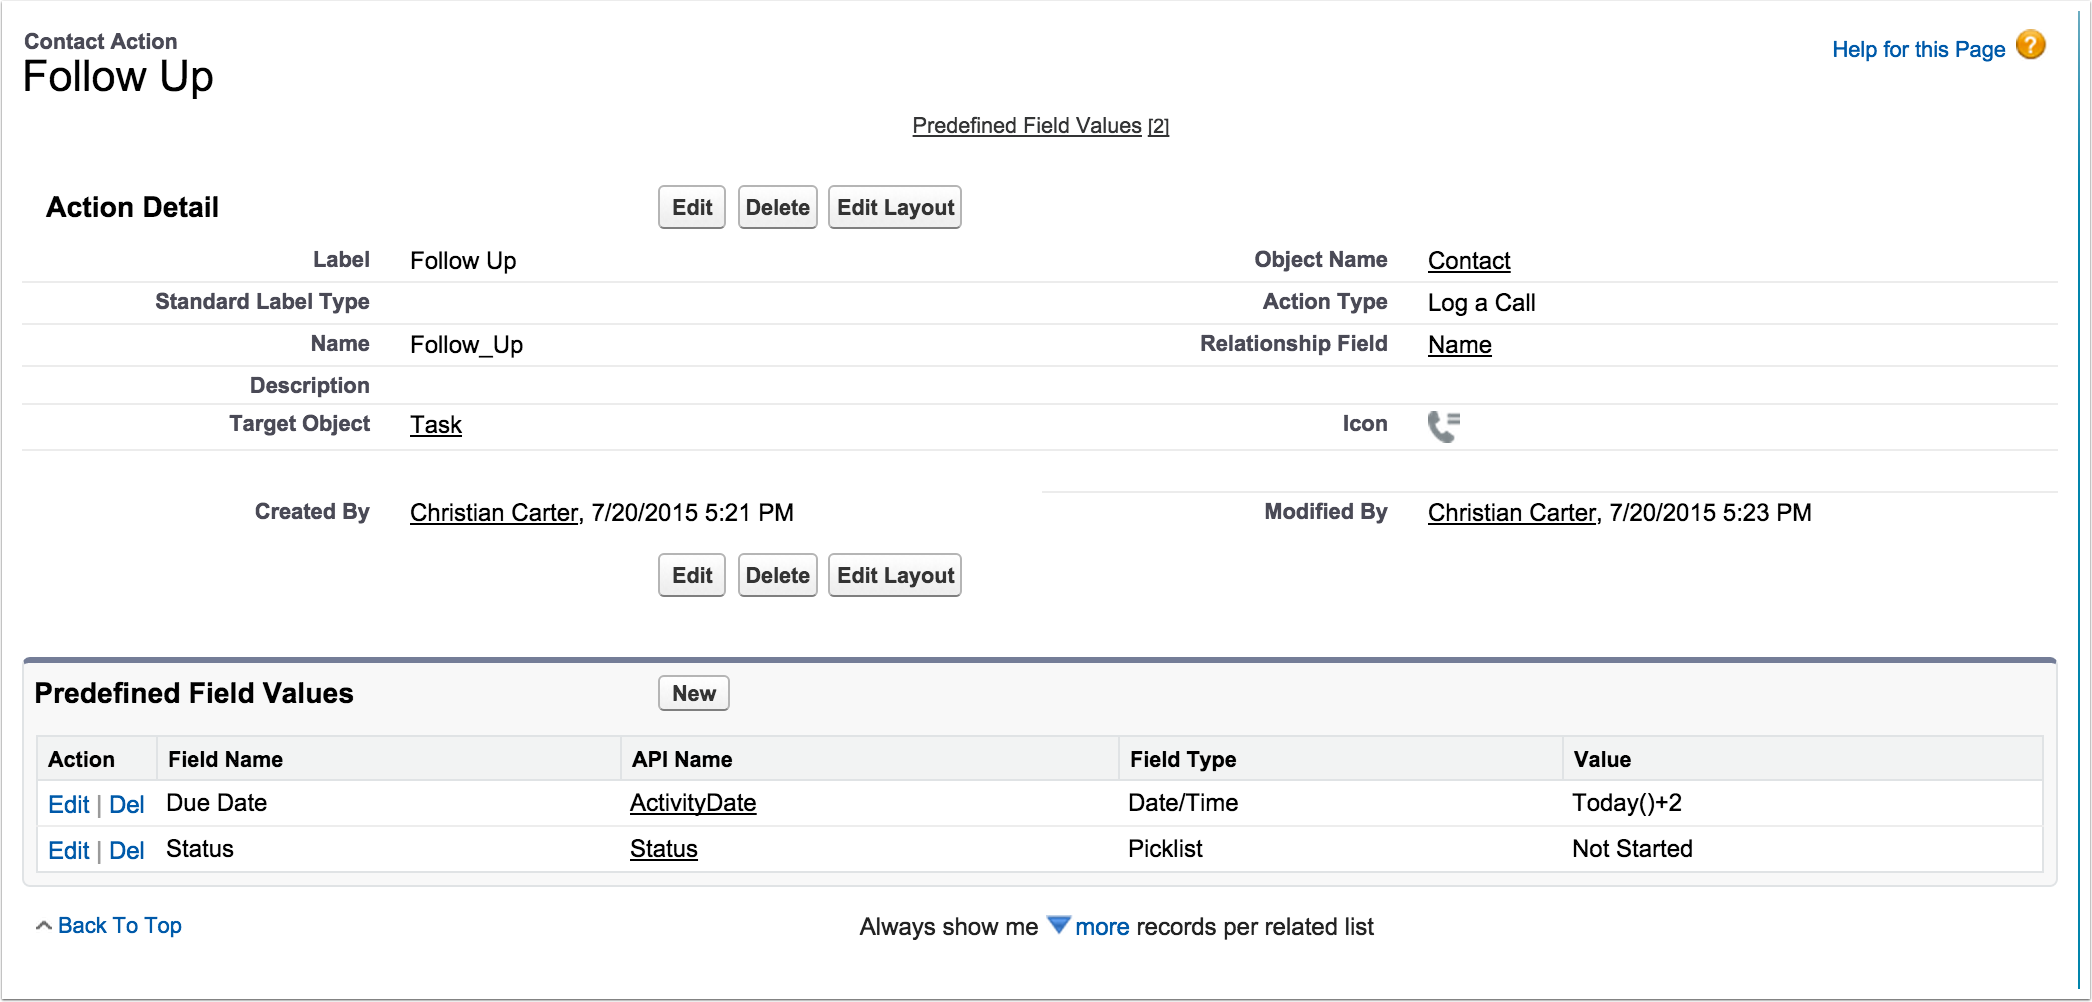 Contact Action
Follow Up
Help for this Page ?
Predefined Field Values [2]
Action Detail
Edit Delete Edit Layout
Label Follow Up Object Name Contact
Standard Label Type Action Type Log a Call
Name Follow_Up Relationship Field Name
Description
Target Object Task Icon
Created By Christian Carter, 7/20/2015 5:21 PM Modified By Christian Carter, 7/20/2015 5:23 PM
Edit Delete Edit Layout
Predefined Field Values New
Action Field Name API Name Field Type Value
Edit | Del Due Date ActivityDate Date/Time Today()+2
Edit | Del Status Status Picklist Not Started
Back To Top Always show me more records per related list